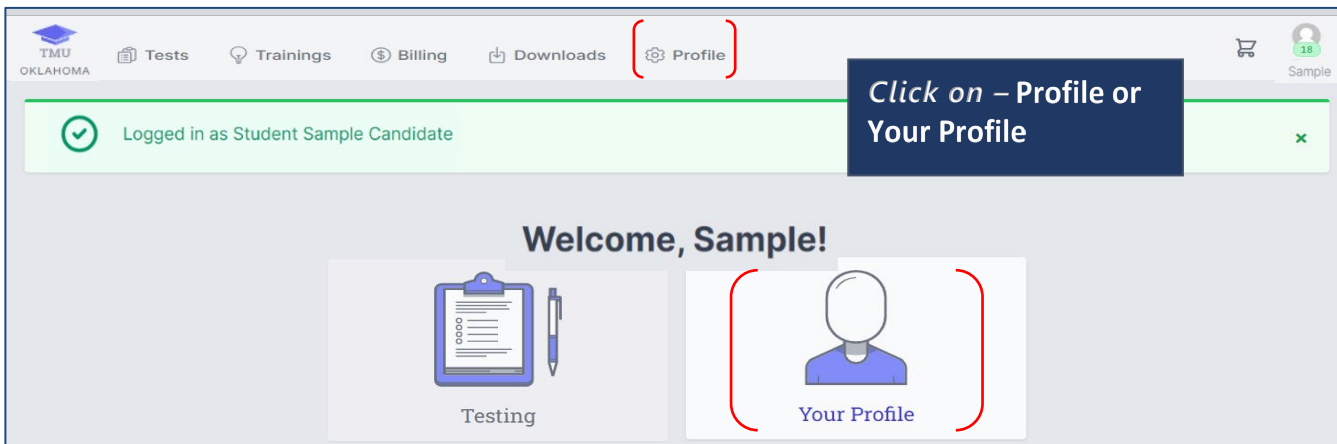 TMU
OKLAHOMA
Tests
Trainings
Billing
Downloads
Profile
18
Sample
Click on – Profile or
Your Profile
Logged in as Student Sample Candidate
×
Welcome, Sample!
Testing
Your Profile